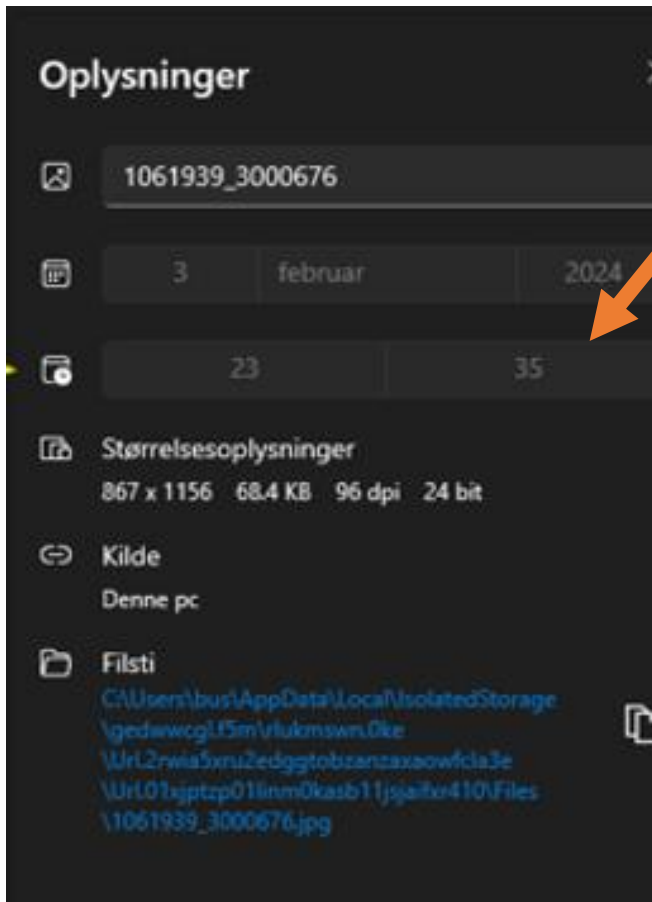 Oplysninger
1061939_3000676
3 februar 2024
23 35
Størrelsesoplysninger
867 x 1156 68.4 KB 96 dpi 24 bit
Kilde
Denne pc
Filsti
C:\Users\bus\AppData\Local\IsolatedStorage
\1061939_3000676.jpg